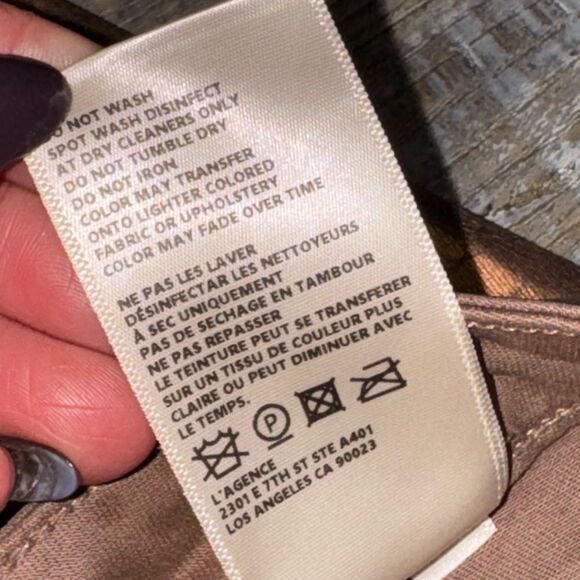 DO NOT WASH
SPOT WASH DISINFECT
AT DRY CLEANERS ONLY
DO NOT TUMBLE DRY
DO NOT IRON
COLOR MAY TRANSFER
ONTO LIGHTER COLORED
FABRIC OR UPHOLSTERY
COLOR MAY FADE OVER TIME
NE PAS LES LAVER
DÉSINFECTAR LES NETTOYEURS
À SEC UNIQUEMENT
PAS DE SECHAGE EN TAMBOUR
NE PAS REPASSER
LE TEINTURE PEUT SE TRANSFERER
SUR UN TISSU DE COULEUR PLUS
CLAIRE OU PEUT DIMINUER AVEC
LE TEMPS.
P
L'AGENCE
2301 E 7TH ST STE A401
LOS ANGELES CA 90023